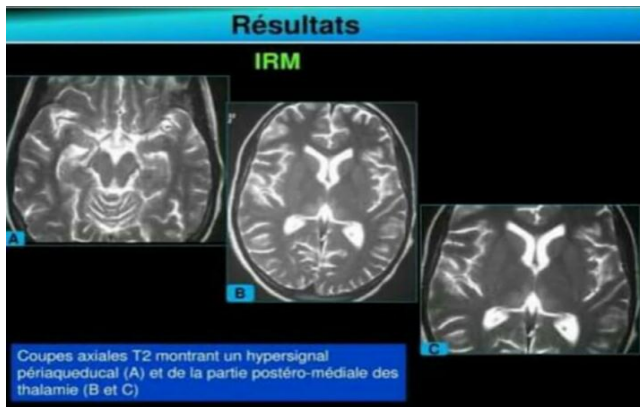 Résultats
IRM
A
B
C
Coupes axiales T2 montrant un hypersignal
périaqueducal (A) et de la partie postéro-médiale des
thalamie (B et C)